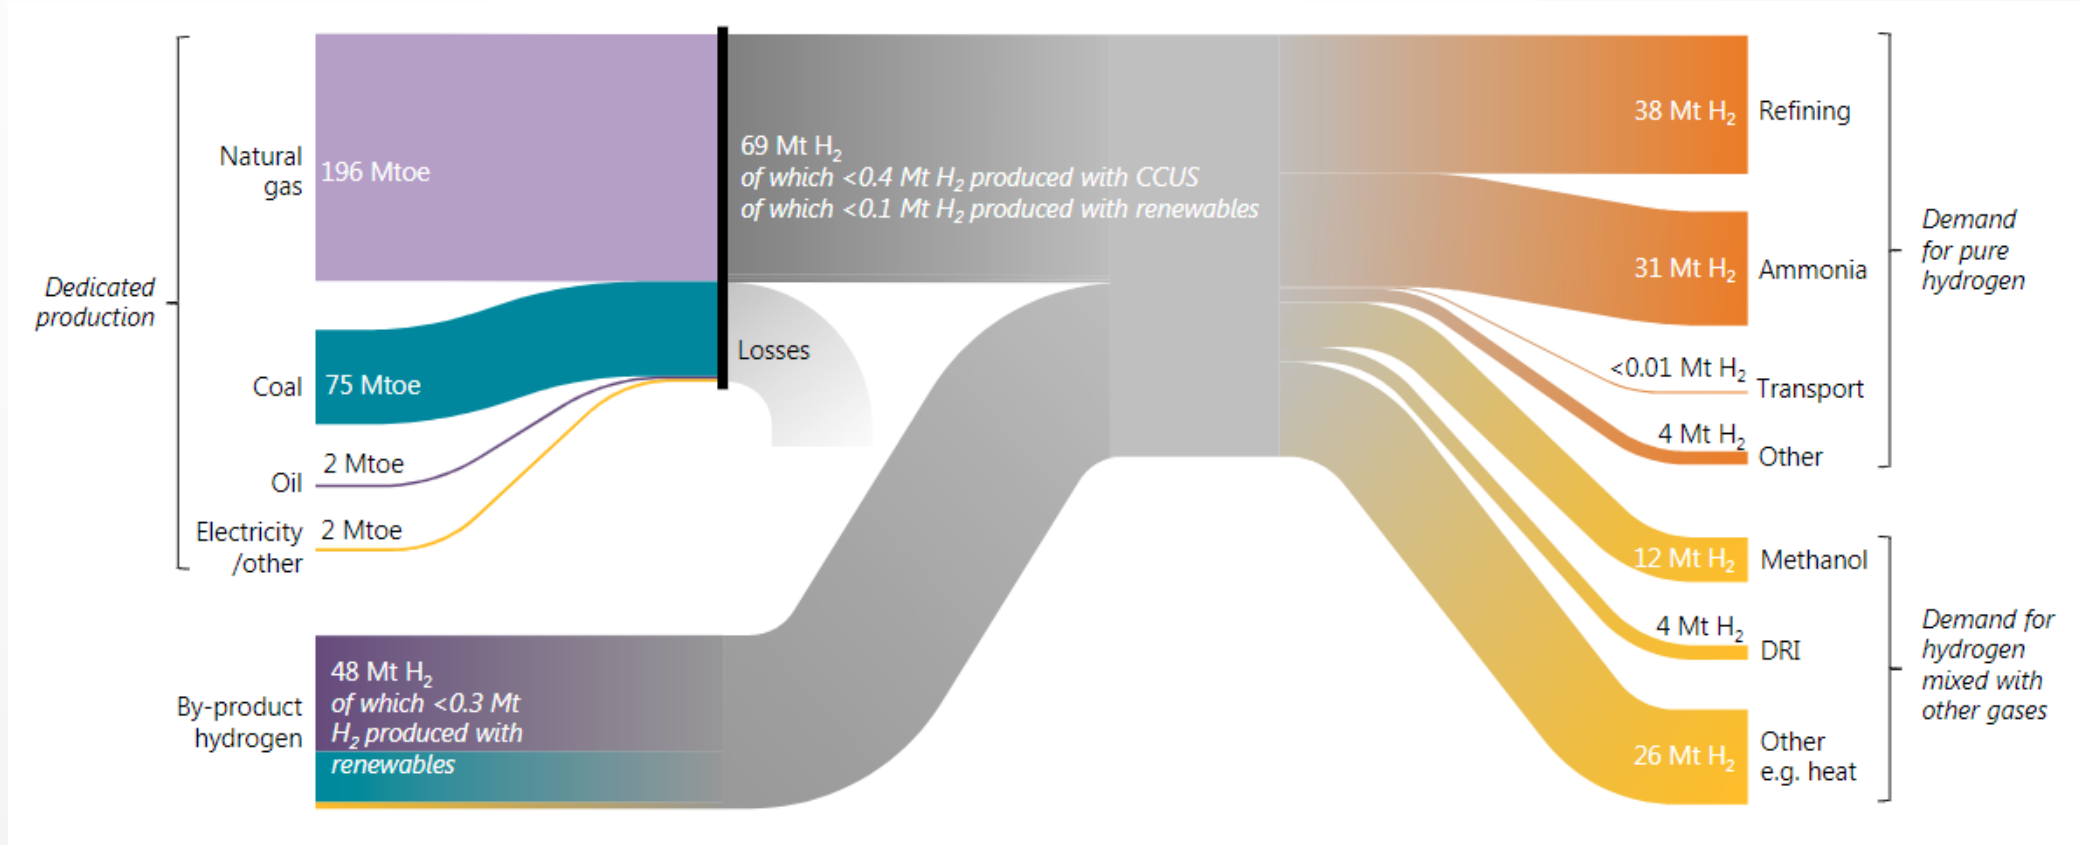 Dedicated
production
Natural
gas
196 Mtoe
Coal
75 Mtoe
Oil
2 Mtoe
Electricity
/other
2 Mtoe
By-product
hydrogen
48 Mt H₂
of which <0.3 Mt
H₂ produced with
renewables
69 Mt H₂
of which <0.4 Mt H₂ produced with CCUS
of which <0.1 Mt H₂ produced with renewables
Losses
38 Mt H₂
Refining
31 Mt H₂
Ammonia
<0.01 Mt H₂
Transport
4 Mt H₂
Other
Demand
for pure
hydrogen
12 Mt H₂
Methanol
4 Mt H₂
DRI
26 Mt H₂
Other
e.g. heat
Demand for
hydrogen
mixed with
other gases